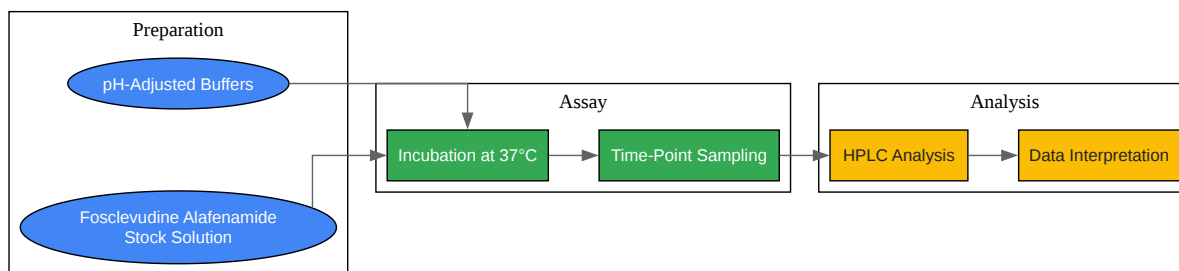 Preparation
pH-Adjusted Buffers
Fosclevudine Alafenamide
Stock Solution
Assay
Incubation at 37°C
Time-Point Sampling
Analysis
HPLC Analysis
Data Interpretation